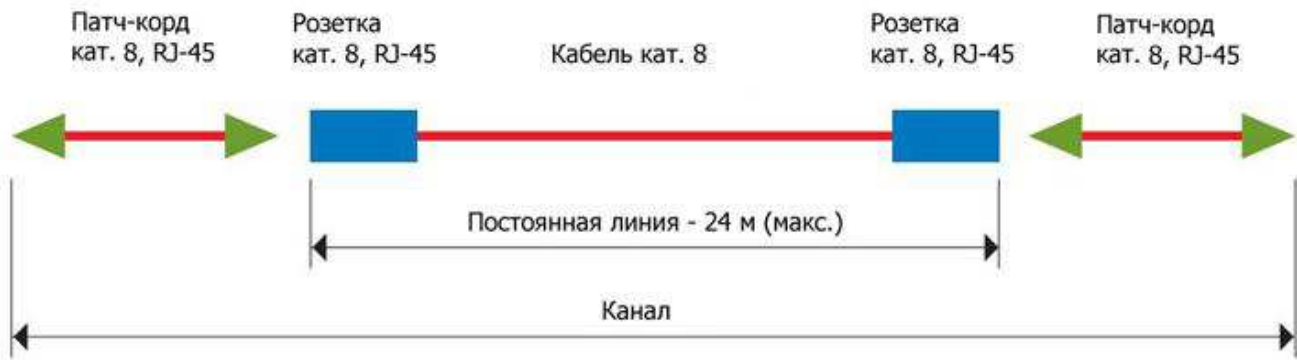 Патч-корд
кат. 8, RJ-45
Розетка
кат. 8, RJ-45
Кабель кат. 8
Розетка
кат. 8, RJ-45
Патч-корд
кат. 8, RJ-45
Постоянная линия - 24 м (макс.)
Канал